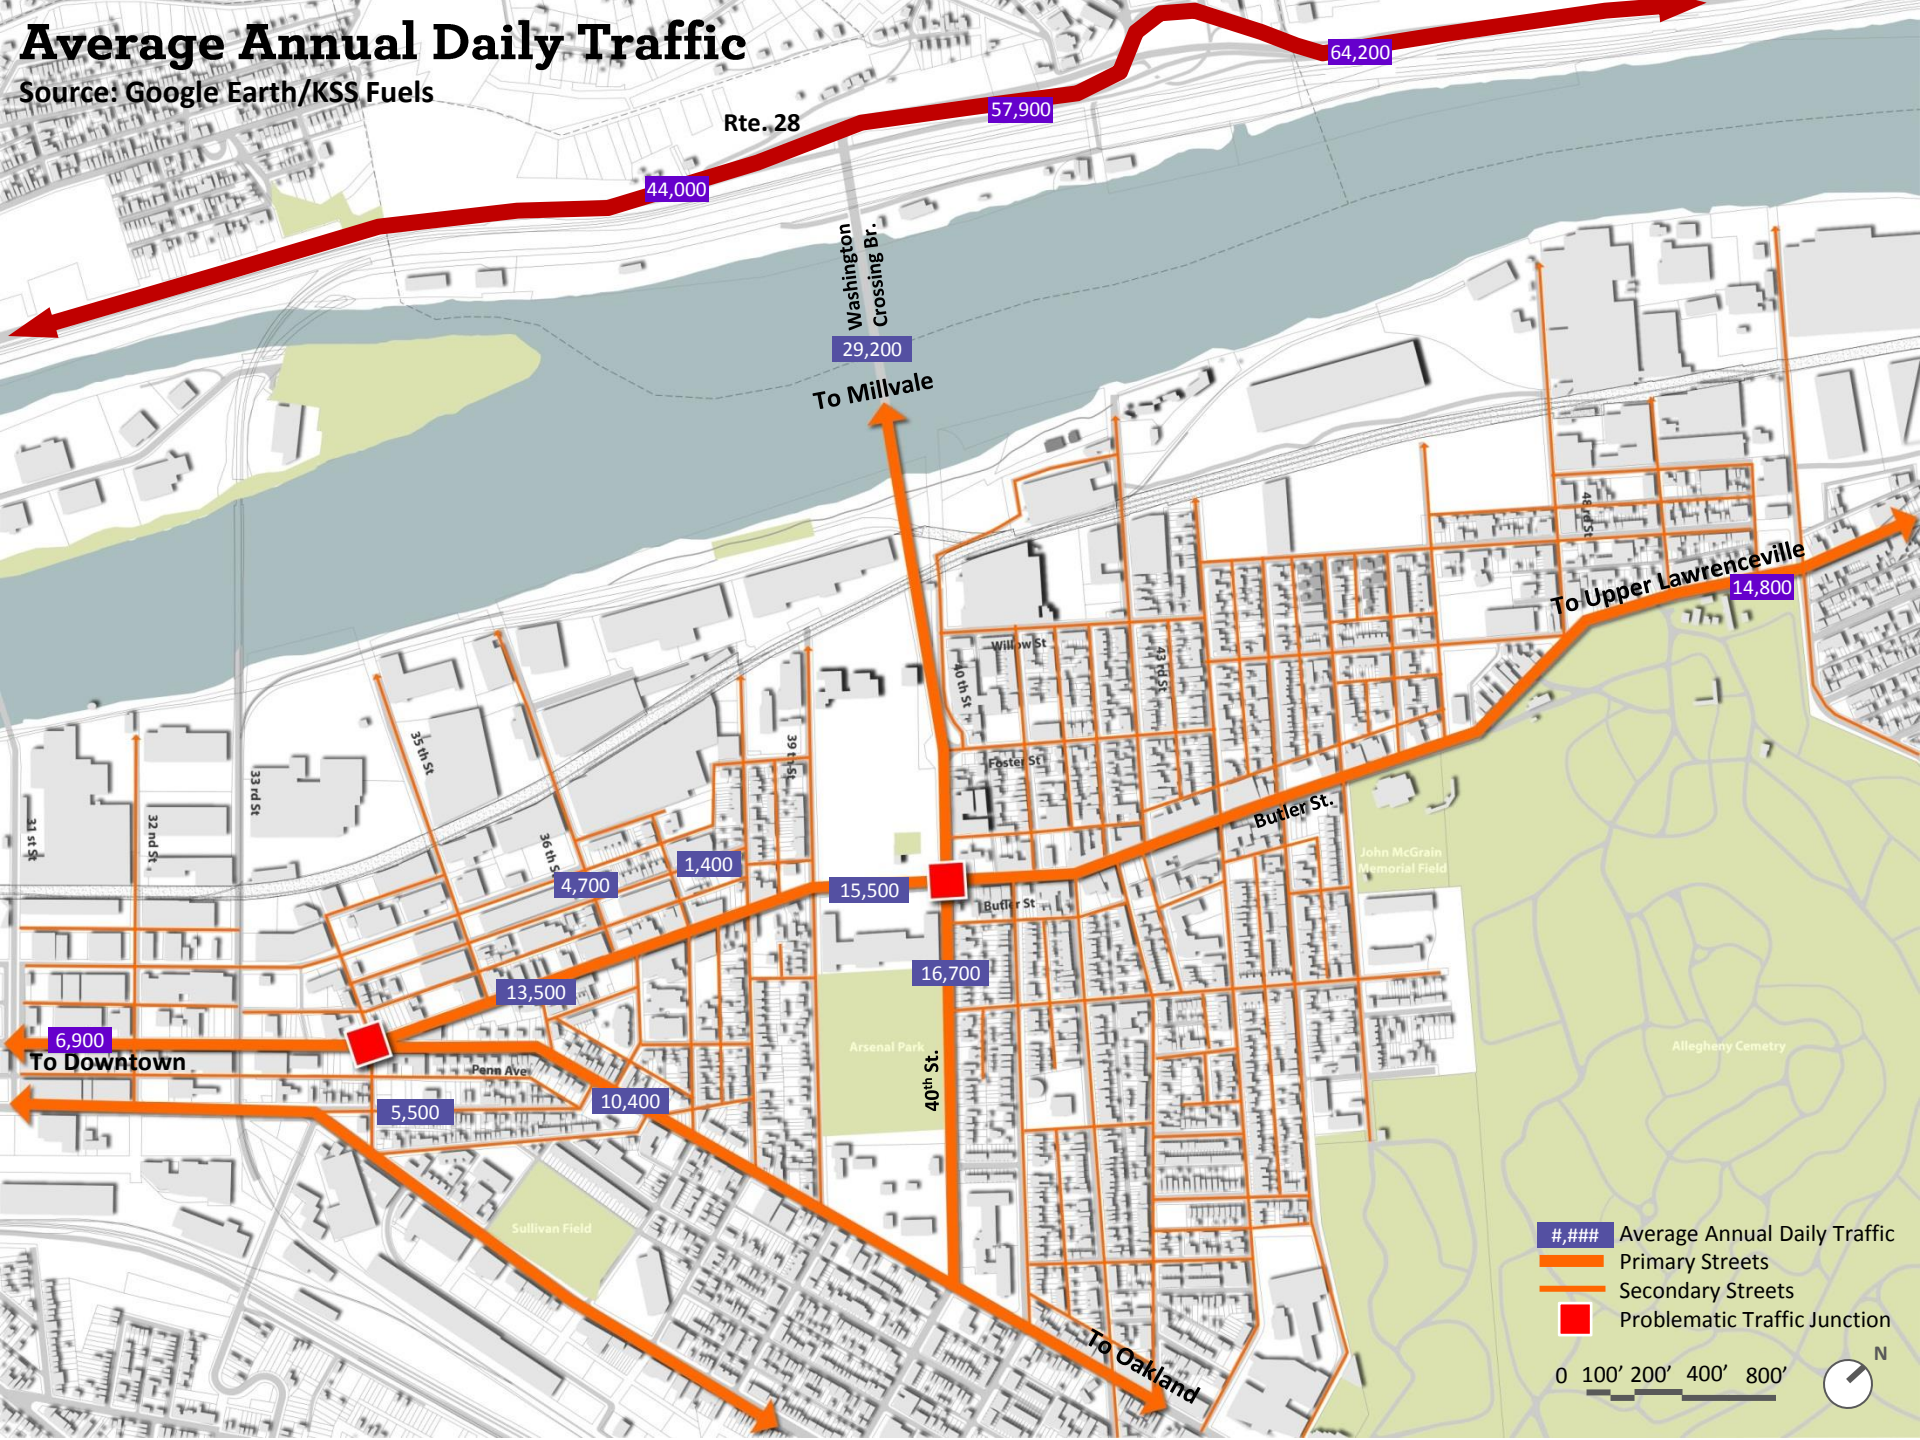 Average Annual Daily Traffic
Source: Google Earth/KSS Fuels
64,200
57,900
Rte. 28
44,000
Washington
Crossing Br.
29,200
To Millvale
48 rd St
To Upper Lawrenceville
14,800
Willow St
40 th St
43 rd St
35 th St
39 th St
Foster St
33 rd St
31 st St
32 nd St
36 th S
Butler St.
1,400
4,700
15,500
John McGrain
Memorial Field
Butler St
16,700
13,500
6,900
To Downtown
Penn Ave
Arsenal Park
40th St.
Allegheny Cemetery
10,400
5,500
Sullivan Field
To Oakland
#,### Average Annual Daily Traffic
Primary Streets
Secondary Streets
Problematic Traffic Junction
0 100’ 200’ 400’ 800’
N